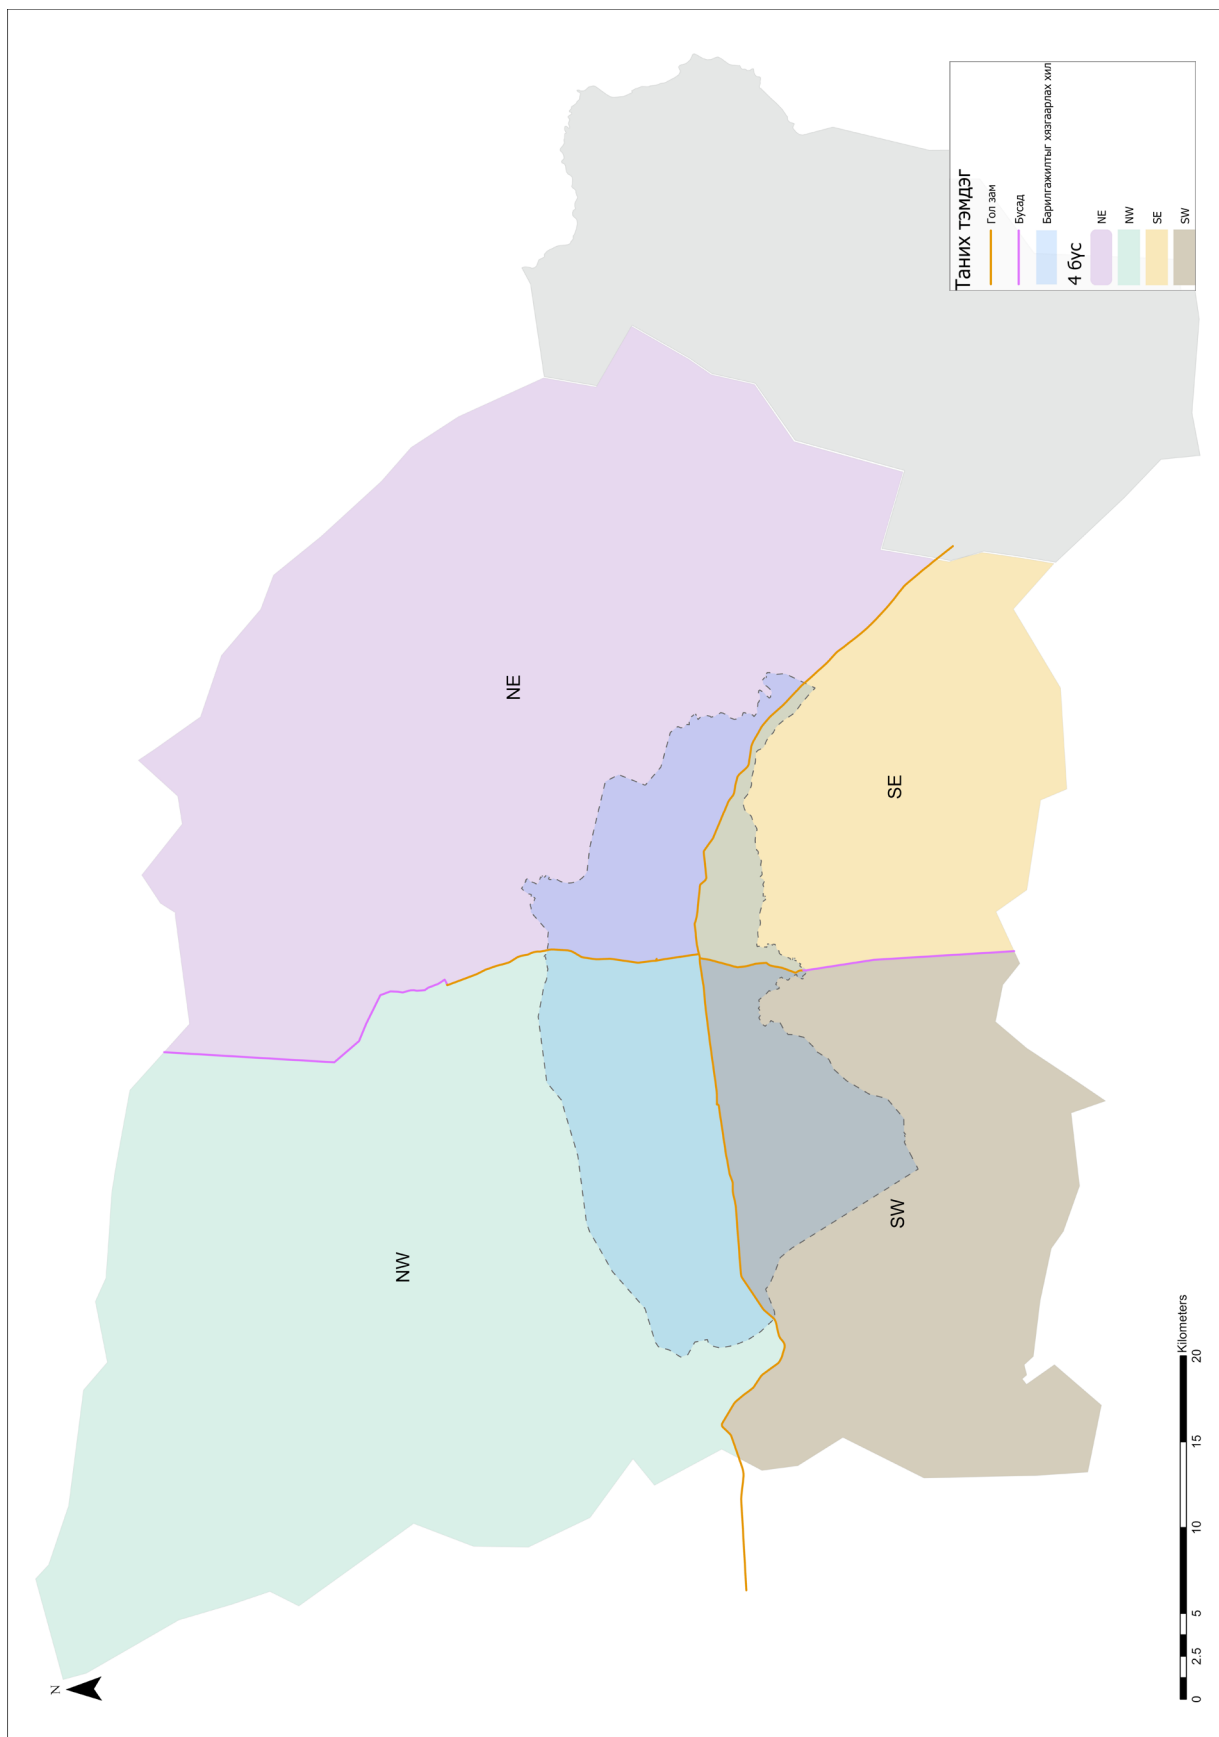 N
NW
NE
SW
SE
Таних тэмдэг
Гол зам
Бусад
Барилгажилтыг хязгаарлах хил
4 бүс
NE
NW
SE
SW
0 2.5 5 10 15 20
Kilometers